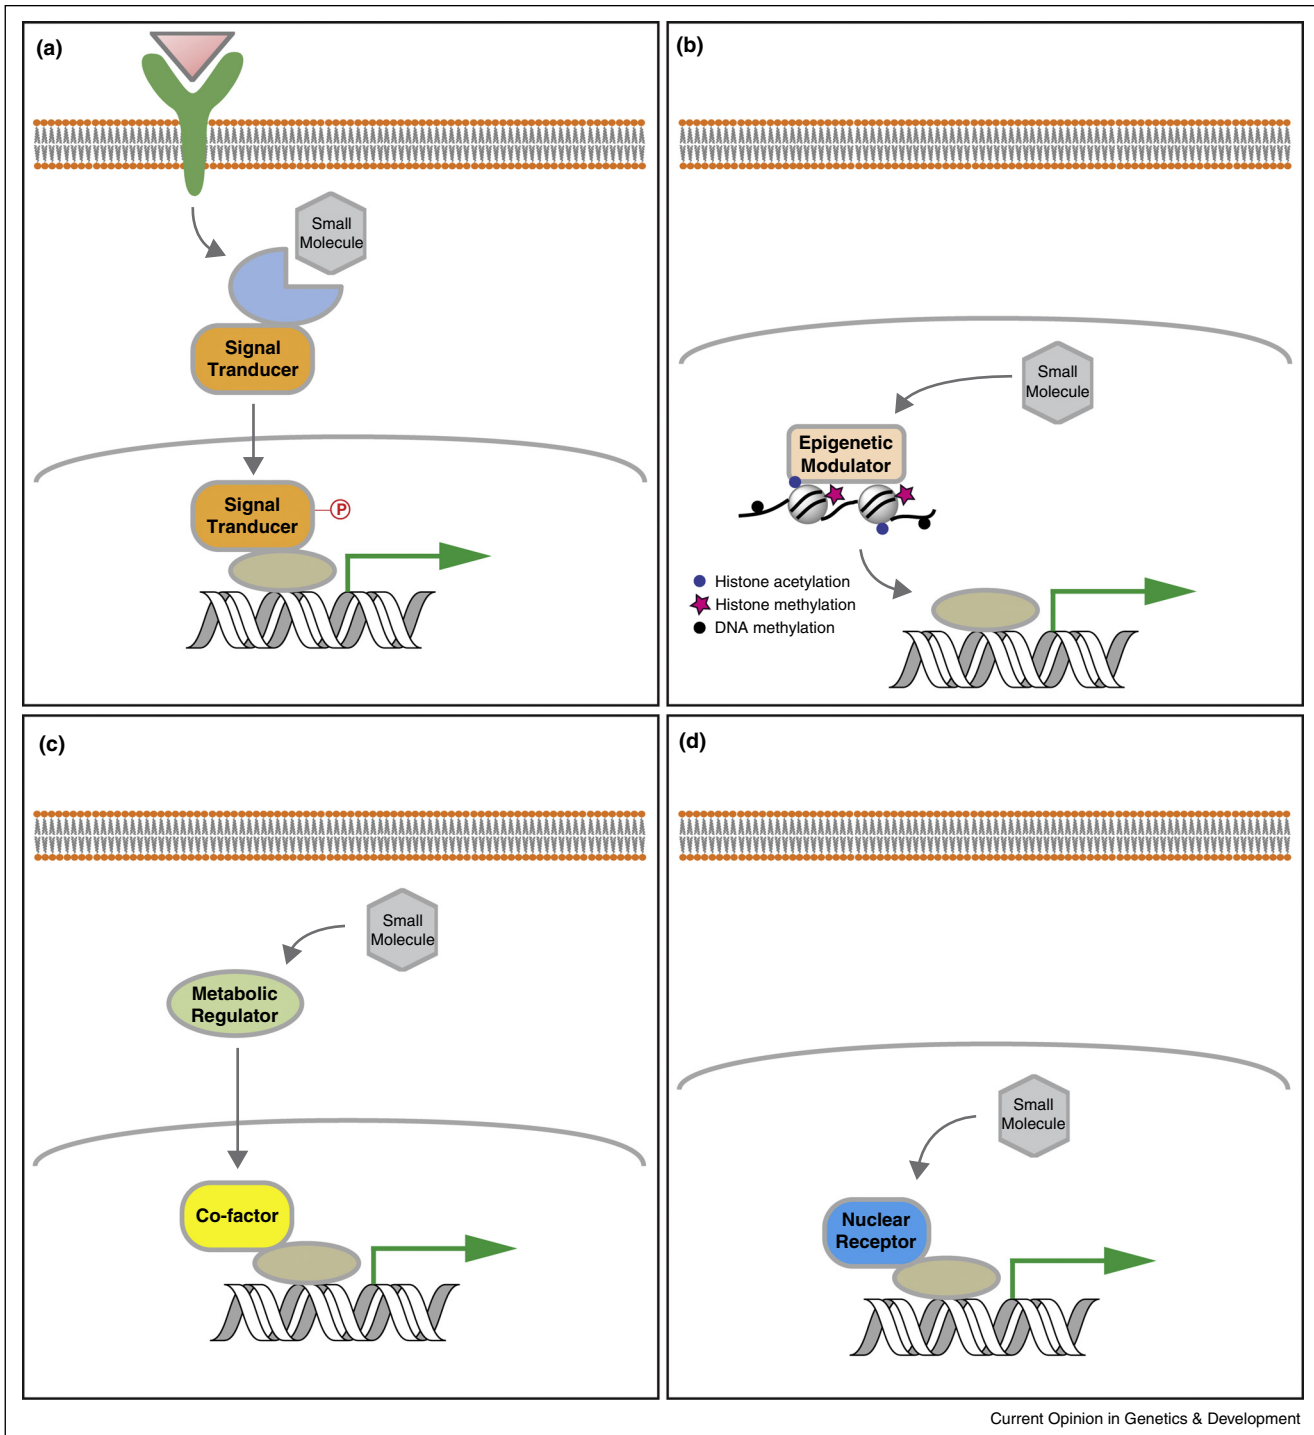 (a)
Small
Molecule
Signal
Tranducer
Signal
Tranducer
P
(b)
Small
Molecule
Epigenetic
Modulator
Histone acetylation
Histone methylation
DNA methylation
(c)
Small
Molecule
Metabolic
Regulator
Co-factor
(d)
Small
Molecule
Nuclear
Receptor
Current Opinion in Genetics & Development